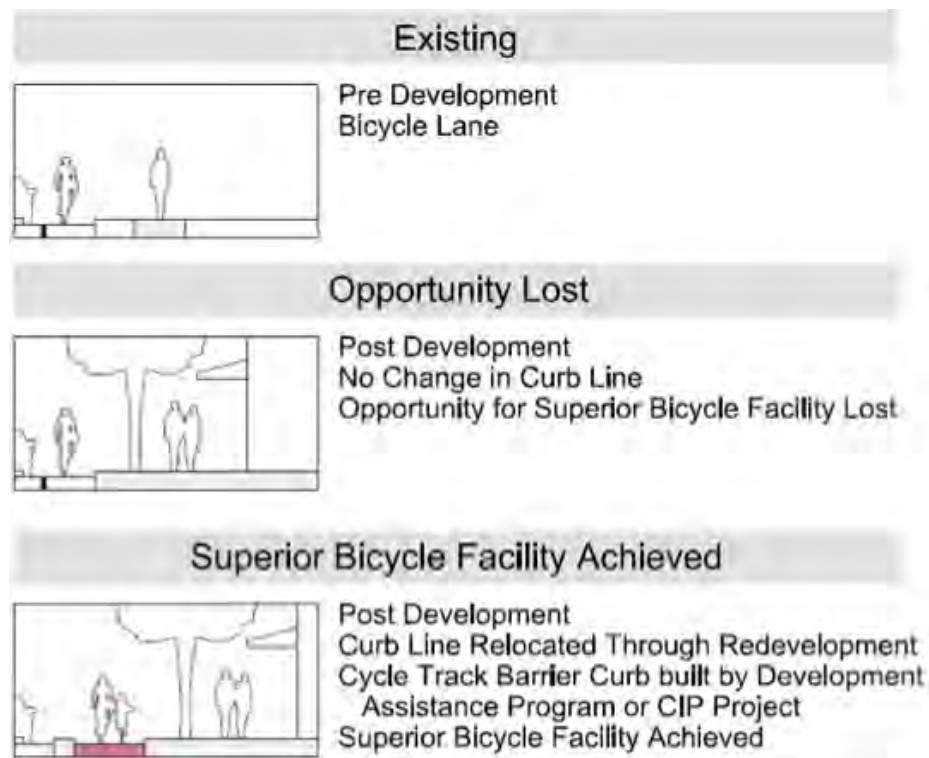 Existing
Pre Development
Bicycle Lane
Opportunity Lost
Post Development
No Change in Curb Line
Opportunity for Superior Bicycle Facility Lost
Superior Bicycle Facility Achieved
Post Development
Curb Line Relocated Through Redevelopment
Cycle Track Barrier Curb built by Development
Assistance Program or CIP Project
Superior Bicycle Facility Achieved